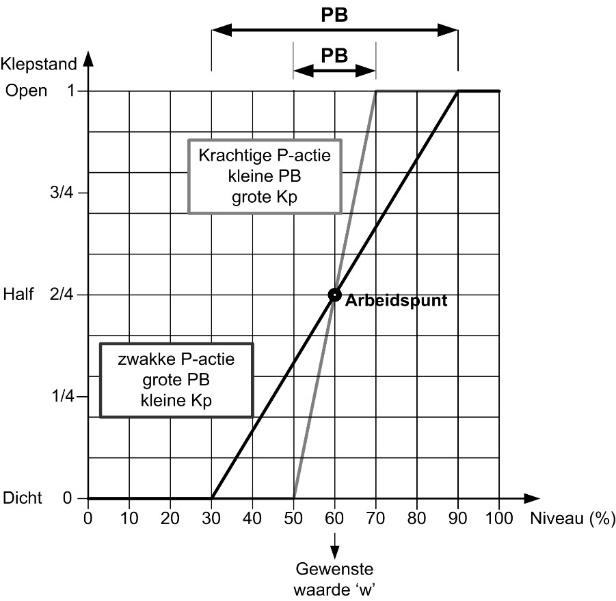 PB
PB
Klepstand
Open 1
Krachtige P-actie
kleine PB
grote Kp
3/4
Half 2/4
Arbeidspunt
zwakke P-actie
grote PB
kleine Kp
1/4
Dicht 0
0 10 20 30 40 50 60 70 80 90 100 Niveau (%)
Gewenste
waarde ‘w’